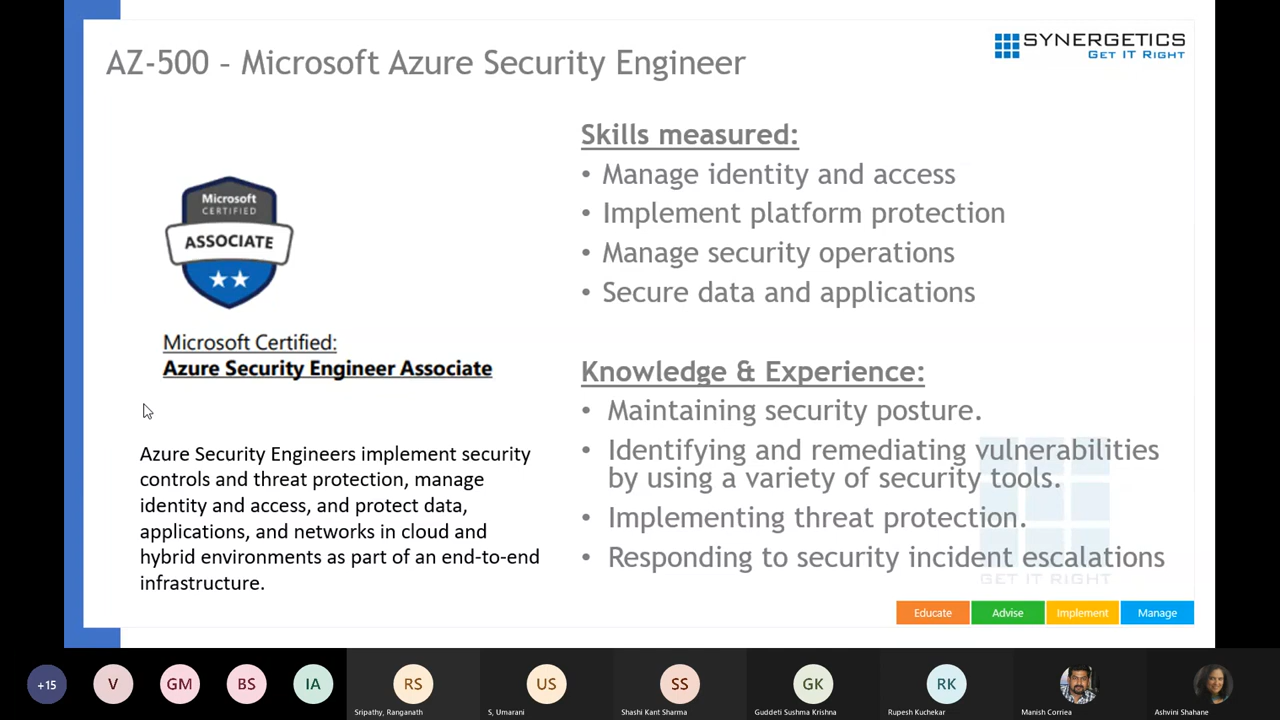 AZ-500 – Microsoft Azure Security Engineer
SYNERGETICS
GET IT RIGHT
Microsoft
CERTIFIED
ASSOCIATE
Microsoft Certified:
Azure Security Engineer Associate
Azure Security Engineers implement security
controls and threat protection, manage
identity and access, and protect data,
applications, and networks in cloud and
hybrid environments as part of an end-to-end
infrastructure.
Skills measured:
• Manage identity and access
• Implement platform protection
• Manage security operations
• Secure data and applications
Knowledge & Experience:
• Maintaining security posture.
• Identifying and remediating vulnerabilities
by using a variety of security tools.
• Implementing threat protection.
• Responding to security incident escalations
GET IT RIGHT
Educate
Advise
Implement
Manage
+15
V
GM
BS
IA
RS
US
SS
GK
RK
Sripathy, Ranganath
S, Umarani
Shashi Kant Sharma
Guddeti Sushma Krishna
Rupesh Kuchekar
Manish Corriea
Ashvini Shahane